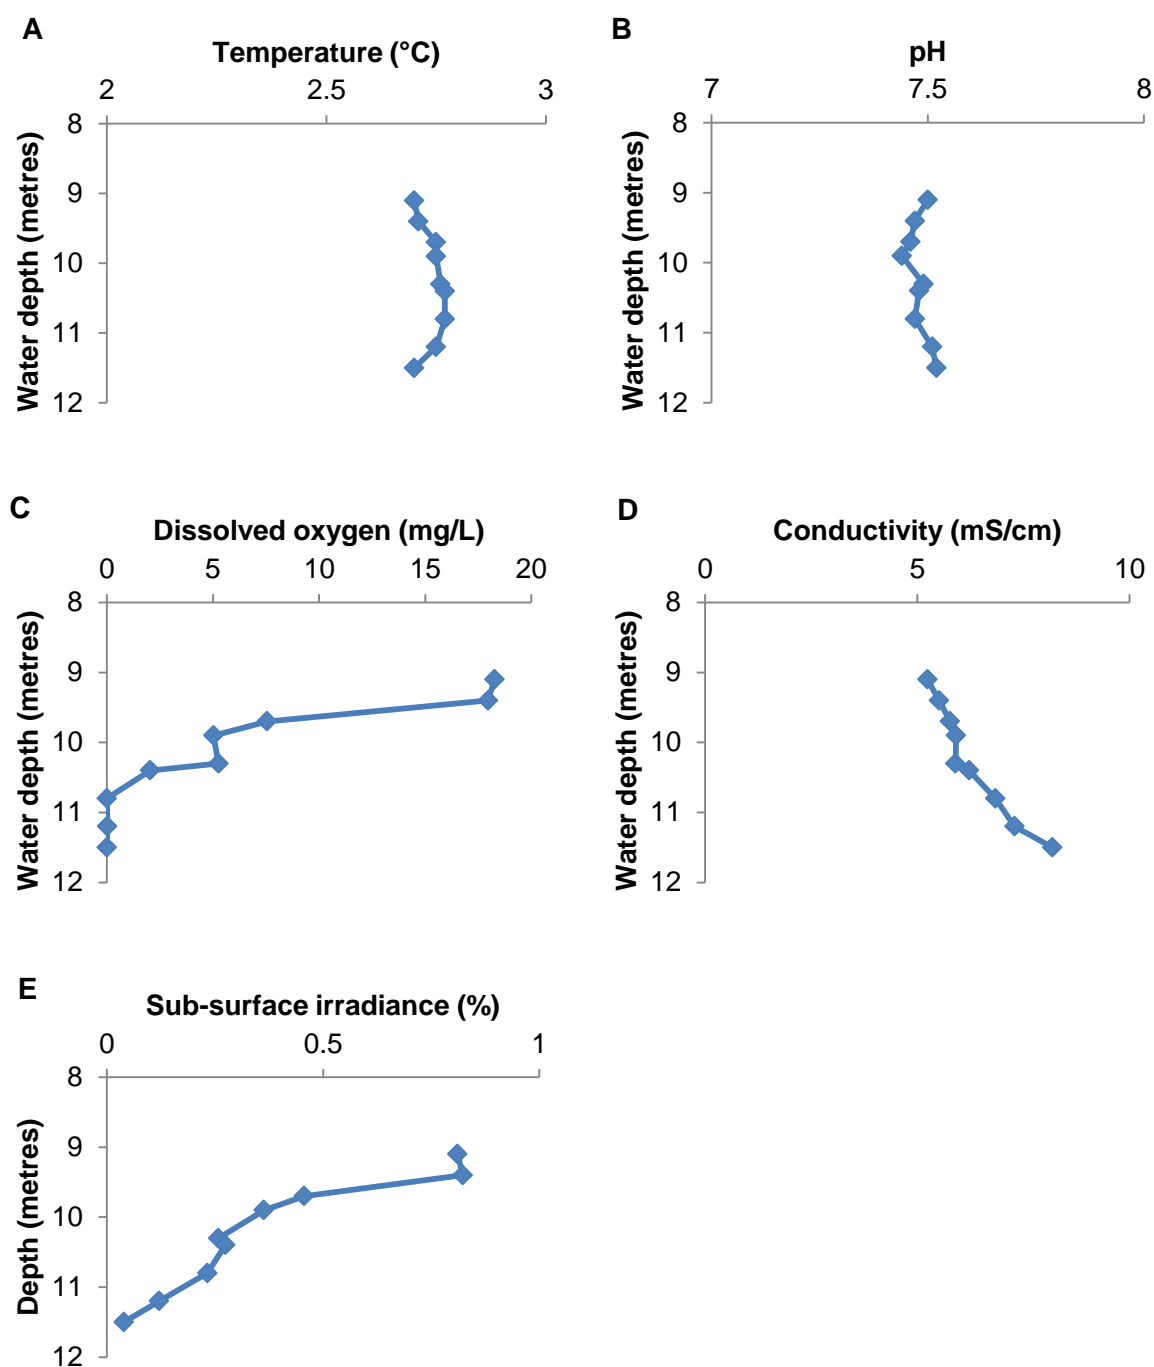 A
Temperature (°C)
2 2.5 3
8
9
10
11
12
Water depth (metres)
B
pH
7 7.5 8
8
9
10
11
12
Water depth (metres)
C
Dissolved oxygen (mg/L)
0 5 10 15 20
8
9
10
11
12
Water depth (metres)
D
Conductivity (mS/cm)
0 5 10
8
9
10
11
12
Water depth (metres)
E
Sub-surface irradiance (%)
0 0.5 1
8
9
10
11
12
Depth (metres)